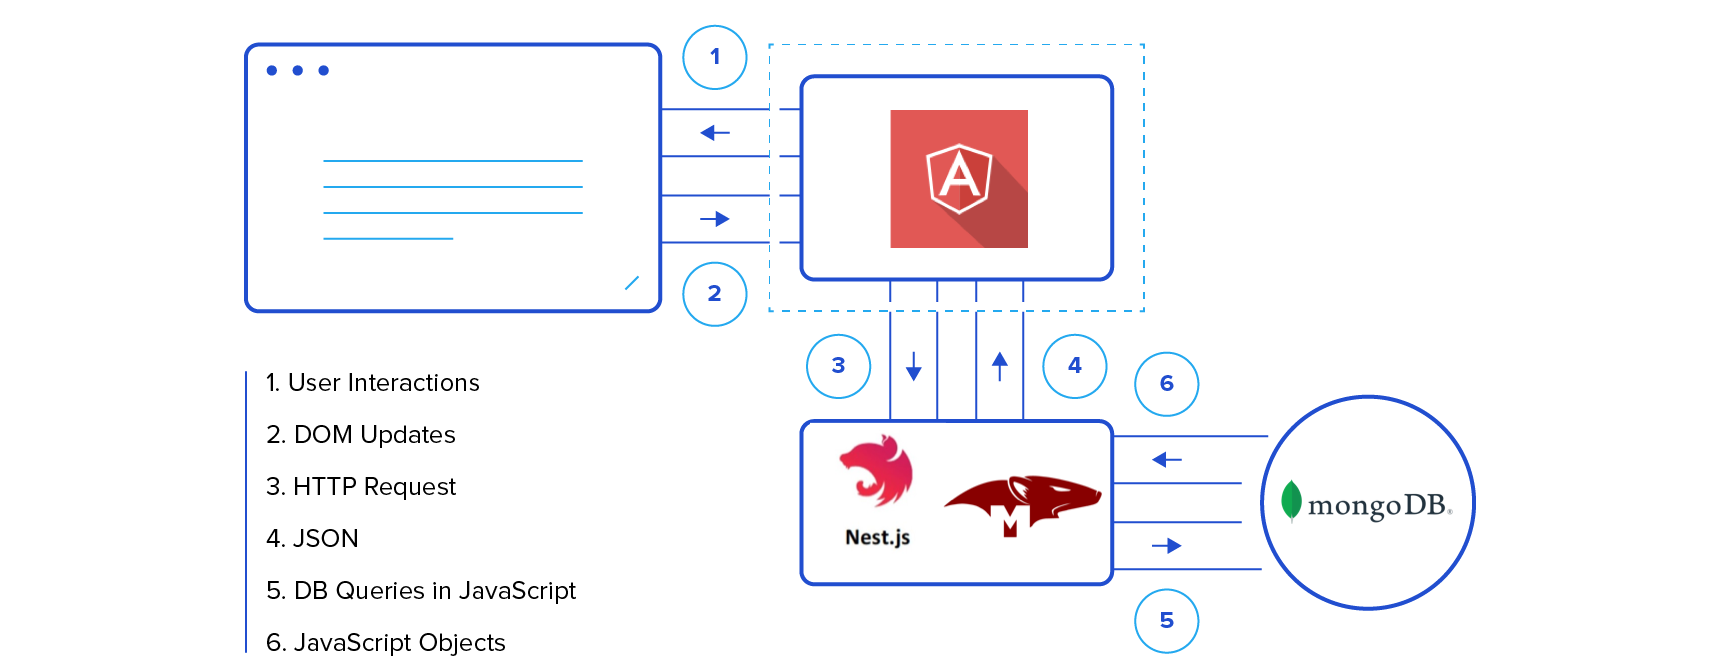 1
2
3
4
6
5
A
Nest.js
M
mongoDB®
1. User Interactions
2. DOM Updates
3. HTTP Request
4. JSON
5. DB Queries in JavaScript
6. JavaScript Objects